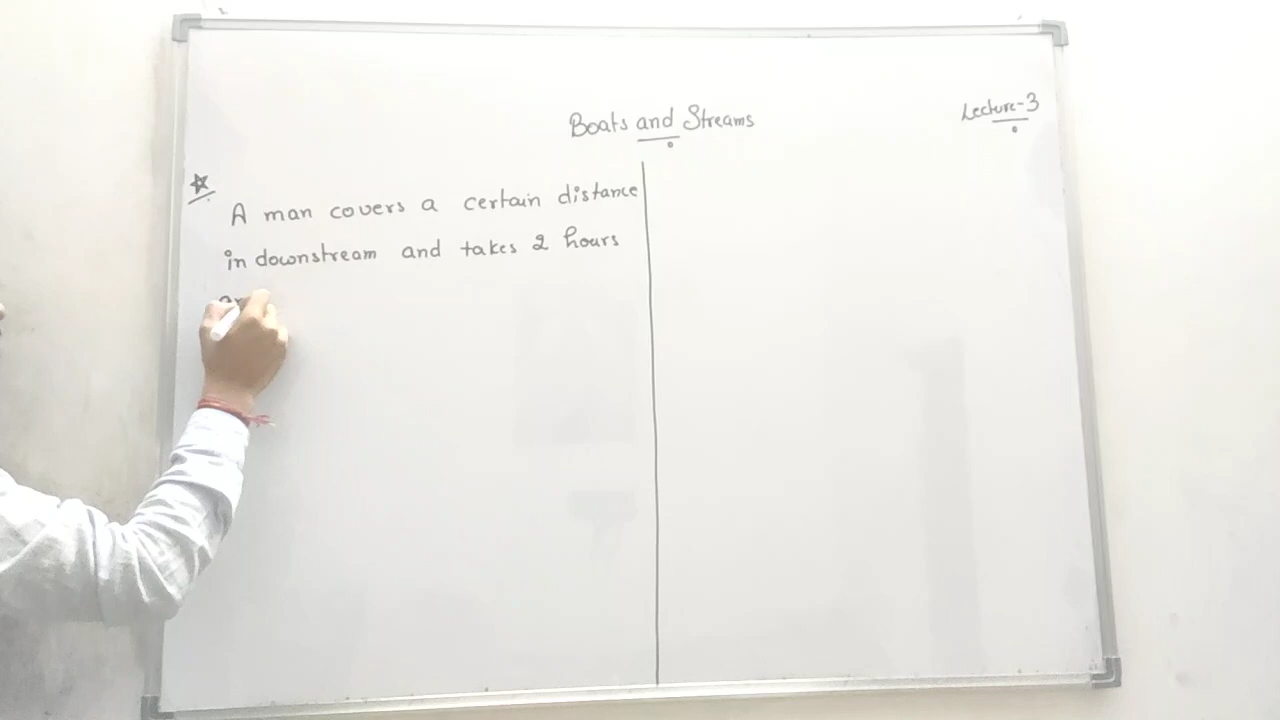 Boats and Streams
Lecture-3
A man covers a certain distance
in downstream and takes 2 hours